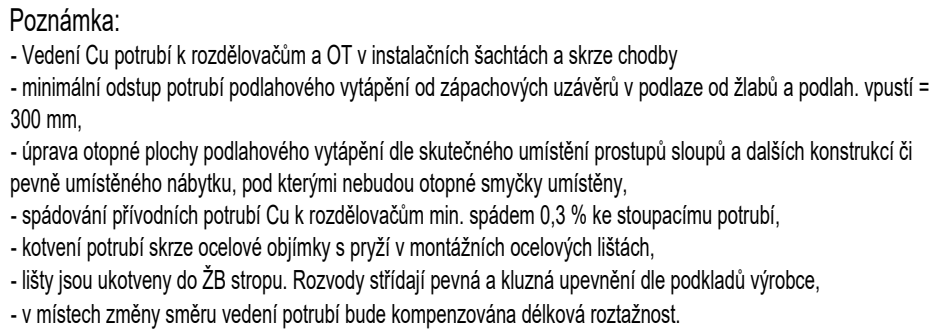 Poznámka:
- Vedení Cu potrubí k rozdělovačům a OT v instalačních šachtách a skrze chodby
- minimální odstup potrubí podlahového vytápění od zápachových uzávěrů v podlaze od žlabů a podlah. vpustí =
300 mm,
- úprava otopné plochy podlahového vytápění dle skutečného umístění prostupů sloupů a dalších konstrukcí či
pevně umístěného nábytku, pod kterými nebudou otopné smyčky umístěny,
- spádování přívodních potrubí Cu k rozdělovačům min. spádem 0,3 % ke stoupacímu potrubí,
- kotvení potrubí skrze ocelové objímky s pryží v montážních ocelových lištách,
- lišty jsou ukotveny do ŽB stropu. Rozvody střídají pevná a kluzná upevnění dle podkladů výrobce,
- v místech změny směru vedení potrubí bude kompenzována délková roztažnost.